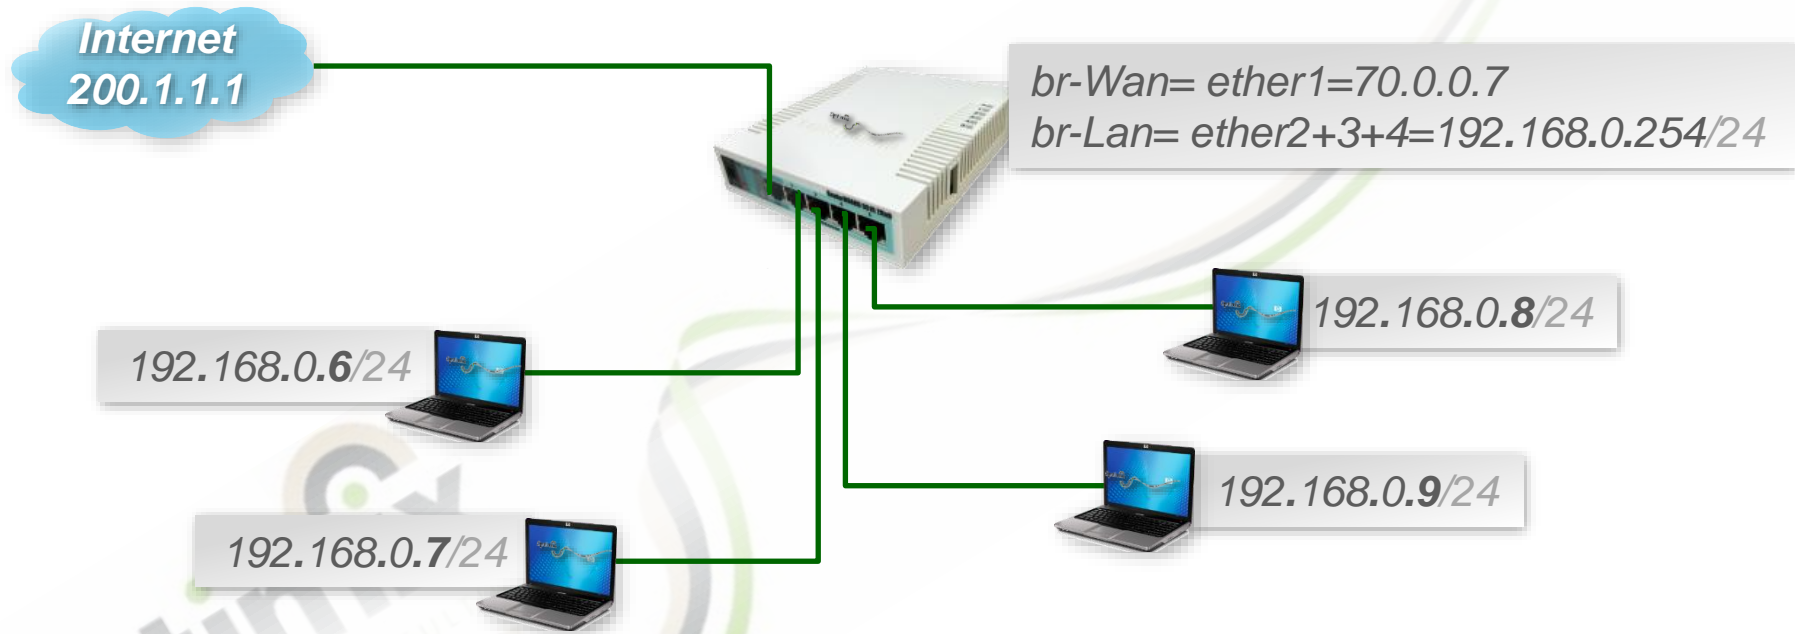 Internet
200.1.1.1
br-Wan= ether1=70.0.0.7
br-Lan= ether2+3+4=192.168.0.254/24
192.168.0.8/24
192.168.0.6/24
192.168.0.9/24
192.168.0.7/24